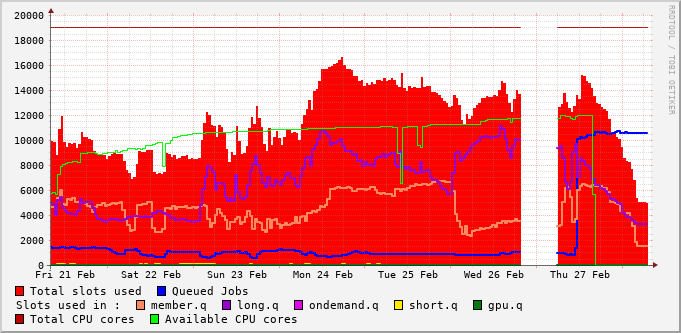 RRDTOOL / TOBI OETIKER
20000
18000
16000
14000
12000
10000
8000
6000
4000
2000
0
Fri 21 Feb Sat 22 Feb Sun 23 Feb Mon 24 Feb Tue 25 Feb Wed 26 Feb Thu 27 Feb
Total slots used Queued Jobs
Slots used in : member.q long.q ondemand.q short.q gpu.q
Total CPU cores Available CPU cores